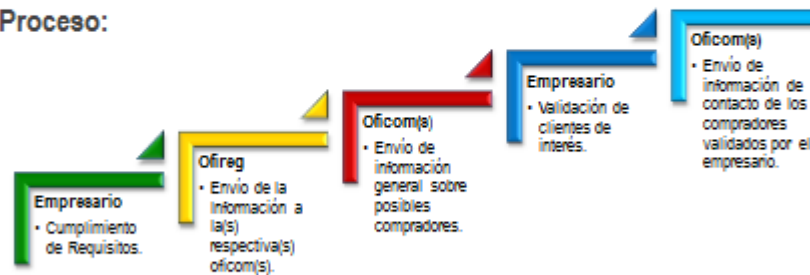 Proceso:
Empresario
• Cumplimiento
de Requisitos.
Ofireg
• Envío de la
Información a
la(s)
respectiva(s)
oficom(s).
Oficom(s)
• Envío de
información
general sobre
posibles
compradores.
Empresario
• Validación de
clientes de
interés.
Oficom(s)
• Envío de
información de
contacto de los
compradores
validados por el
empresario.